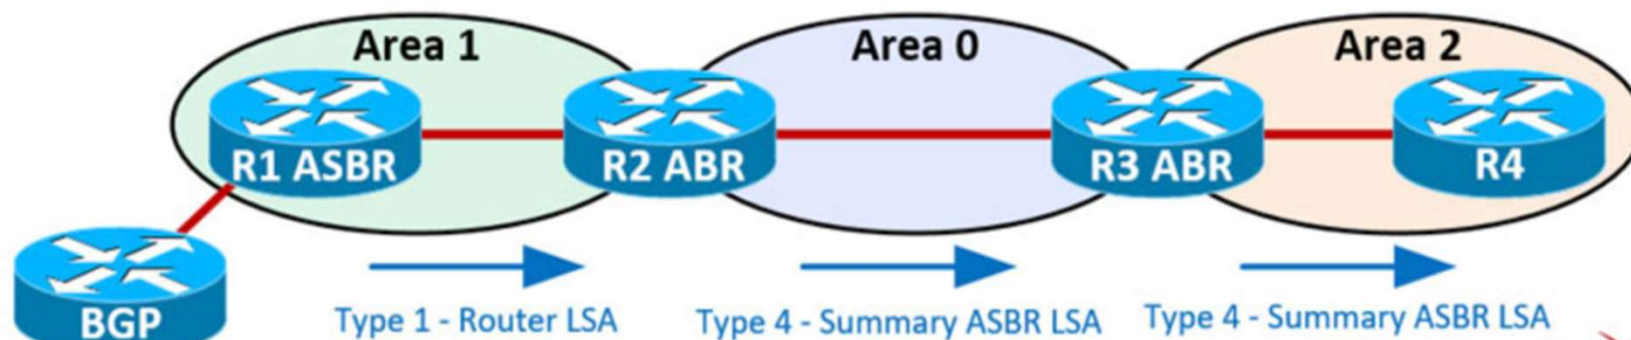 Area 1
Area 0
Area 2
R1 ASBR
R2 ABR
R3 ABR
R4
BGP
Type 1 - Router LSA
Type 4 - Summary ASBR LSA
Type 4 - Summary ASBR LSA